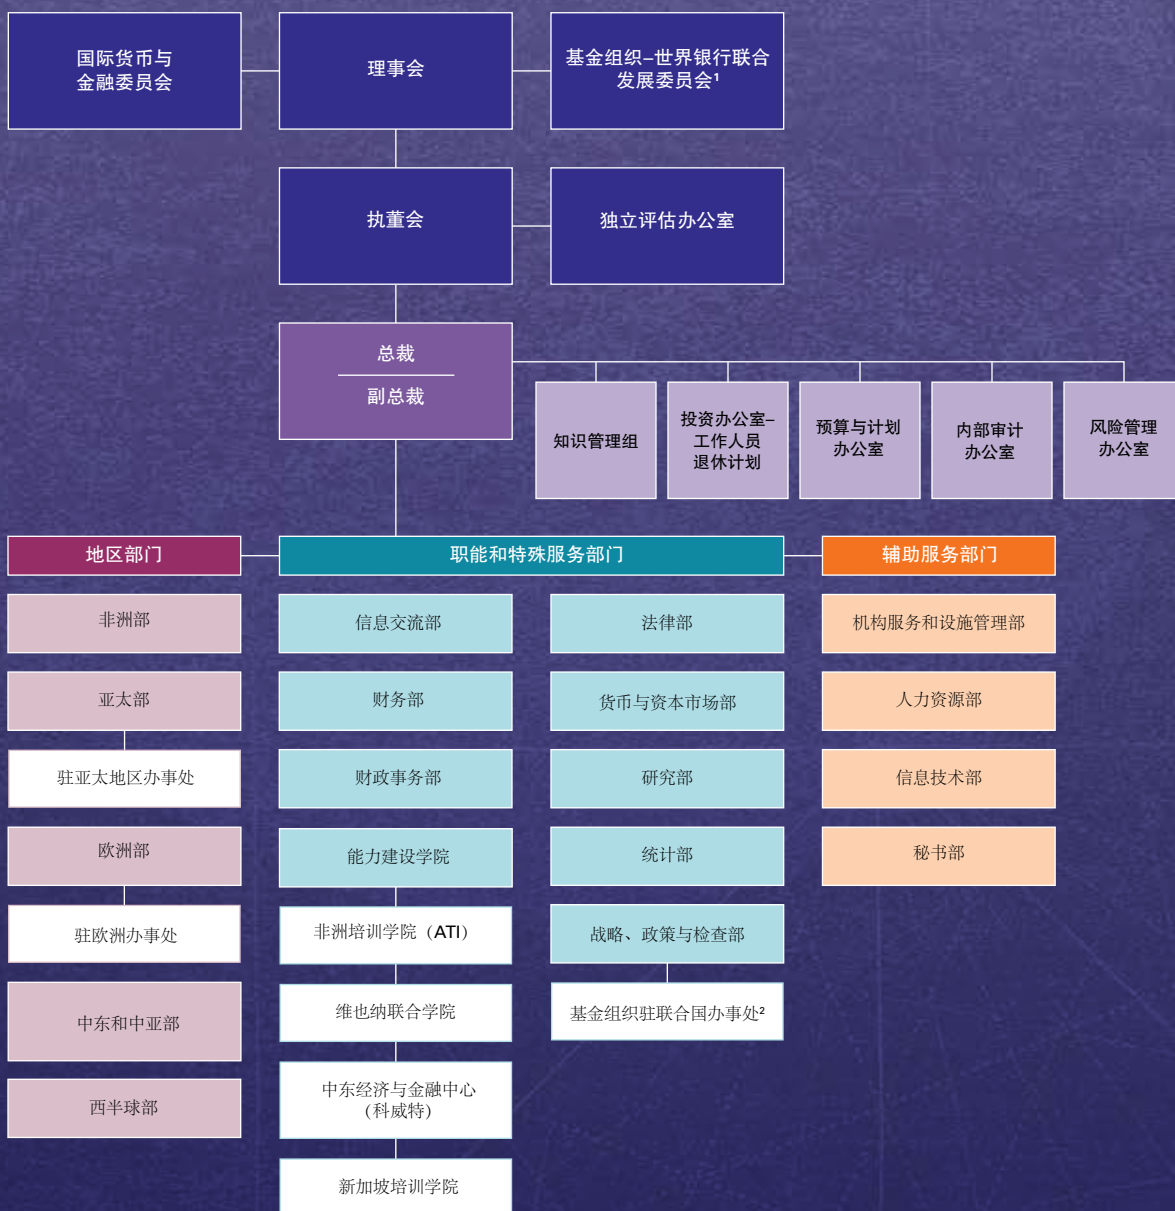 国际货币与
金融委员会
理事会
基金组织–世界银行联合
发展委员会¹
执董会
独立评估办公室
总裁
副总裁
知识管理组
投资办公室–
工作人员
退休计划
预算与计划
办公室
内部审计
办公室
风险管理
办公室
地区部门
职能和特殊服务部门
辅助服务部门
非洲部
亚太部
驻亚太地区办事处
欧洲部
驻欧洲办事处
中东和中亚部
西半球部
信息交流部
财务部
财政事务部
能力建设学院
非洲培训学院（ATI）
维也纳联合学院
中东经济与金融中心
（科威特）
新加坡培训学院
法律部
货币与资本市场部
研究部
统计部
战略、政策与检查部
基金组织驻联合国办事处²
机构服务和设施管理部
人力资源部
信息技术部
秘书部